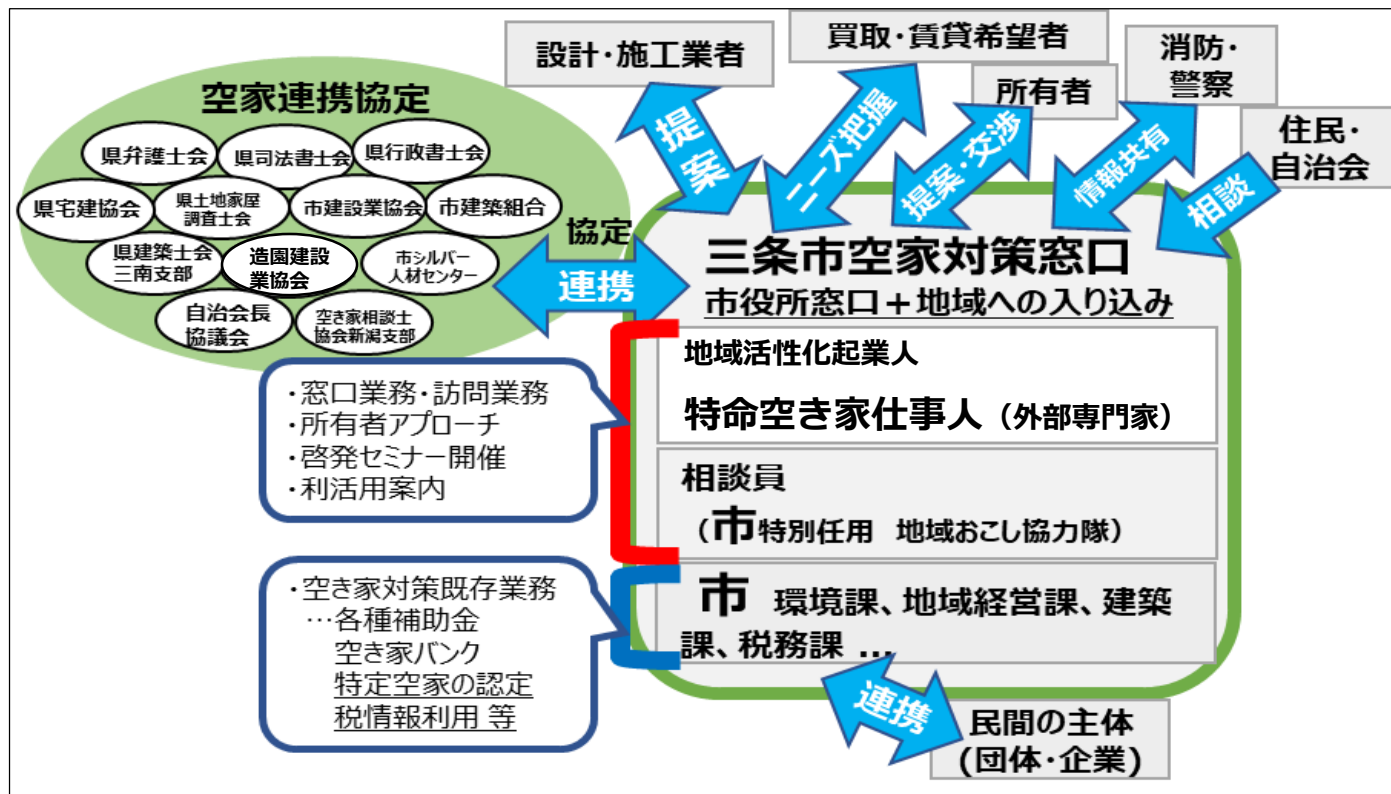 設計・施工業者
買取・賃貸希望者
所有者
消防・
警察
住民・
自治会
提案
ニーズ把握
提案・交渉
情報共有
相談
空家連携協定
県弁護士会
県司法書士会
県行政書士会
県宅建協会
県土地家屋
調査士会
市建設業協会
市建築組合
県建築士会
三南支部
造園建設
業協会
市シルバー
人材センター
自治会長
協議会
空き家相談士
協会新潟支部
協定
連携
三条市空家対策窓口
市役所窓口＋地域への入り込み
地域活性化起業人
特命空き家仕事人（外部専門家）
相談員
（市特別任用　地域おこし協力隊）
市 環境課、地域経営課、建築
課、税務課 …
・窓口業務・訪問業務
・所有者アプローチ
・啓発セミナー開催
・利活用案内
・空き家対策既存業務
…各種補助金
空き家バンク
特定空家の認定
税情報利用 等
連携
民間の主体
(団体・企業)